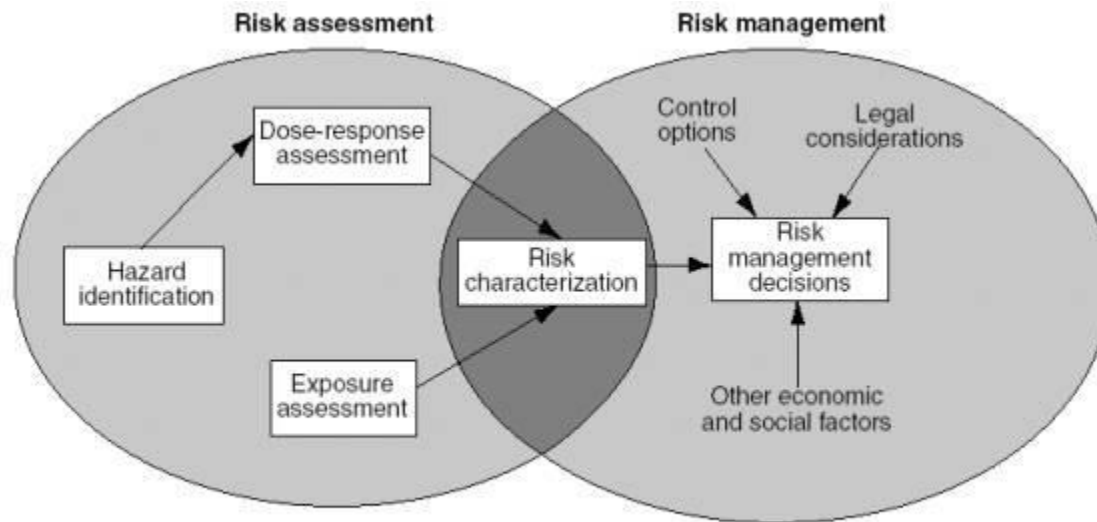 Risk assessment
Risk management
Dose-response
assessment
Hazard
identification
Exposure
assessment
Risk
characterization
Control
options
Legal
considerations
Risk
management
decisions
Other economic
and social factors